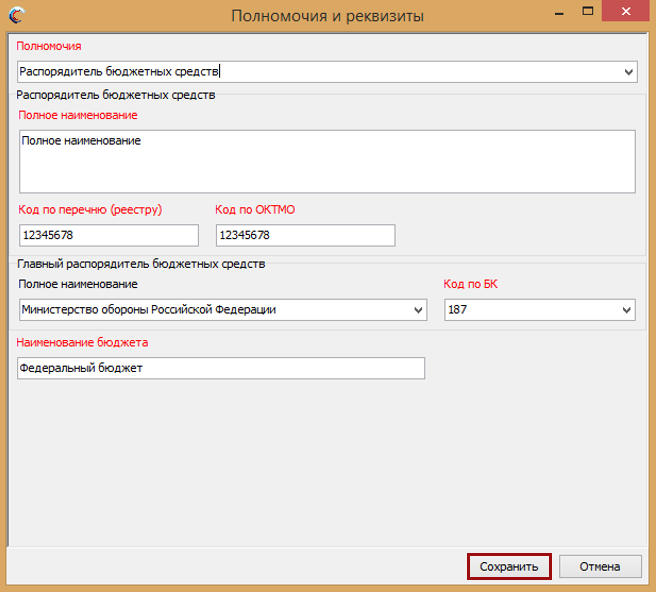 Полномочия и реквизиты
Полномочия
Распорядитель бюджетных средств
Распорядитель бюджетных средств
Полное наименование
Полное наименование
Код по перечню (реестру) Код по ОКТМО
12345678 12345678
Главный распорядитель бюджетных средств
Полное наименование Код по БК
Министерство обороны Российской Федерации 187
Наименование бюджета
Федеральный бюджет
Сохранить Отмена